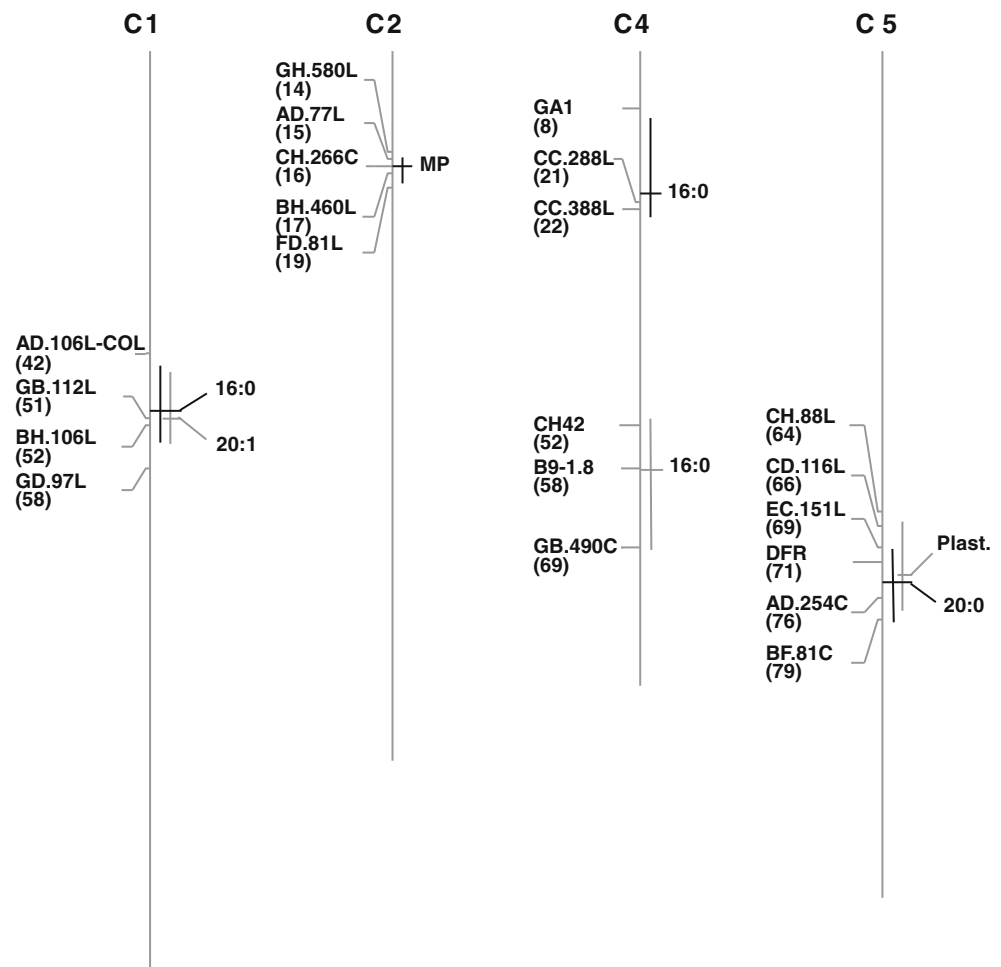 C1
C2
C4
C 5
AD.106L-COL
(42)
GB.112L
(51)
BH.106L
(52)
GD.97L
(58)
16:0
20:1
GH.580L
(14)
AD.77L
(15)
CH.266C
(16)
BH.460L
(17)
FD.81L
(19)
MP
GA1
(8)
CC.288L
(21)
CC.388L
(22)
16:0
CH42
(52)
B9-1.8
(58)
GB.490C
(69)
16:0
CH.88L
(64)
CD.116L
(66)
EC.151L
(69)
DFR
(71)
AD.254C
(76)
BF.81C
(79)
Plast.
20:0